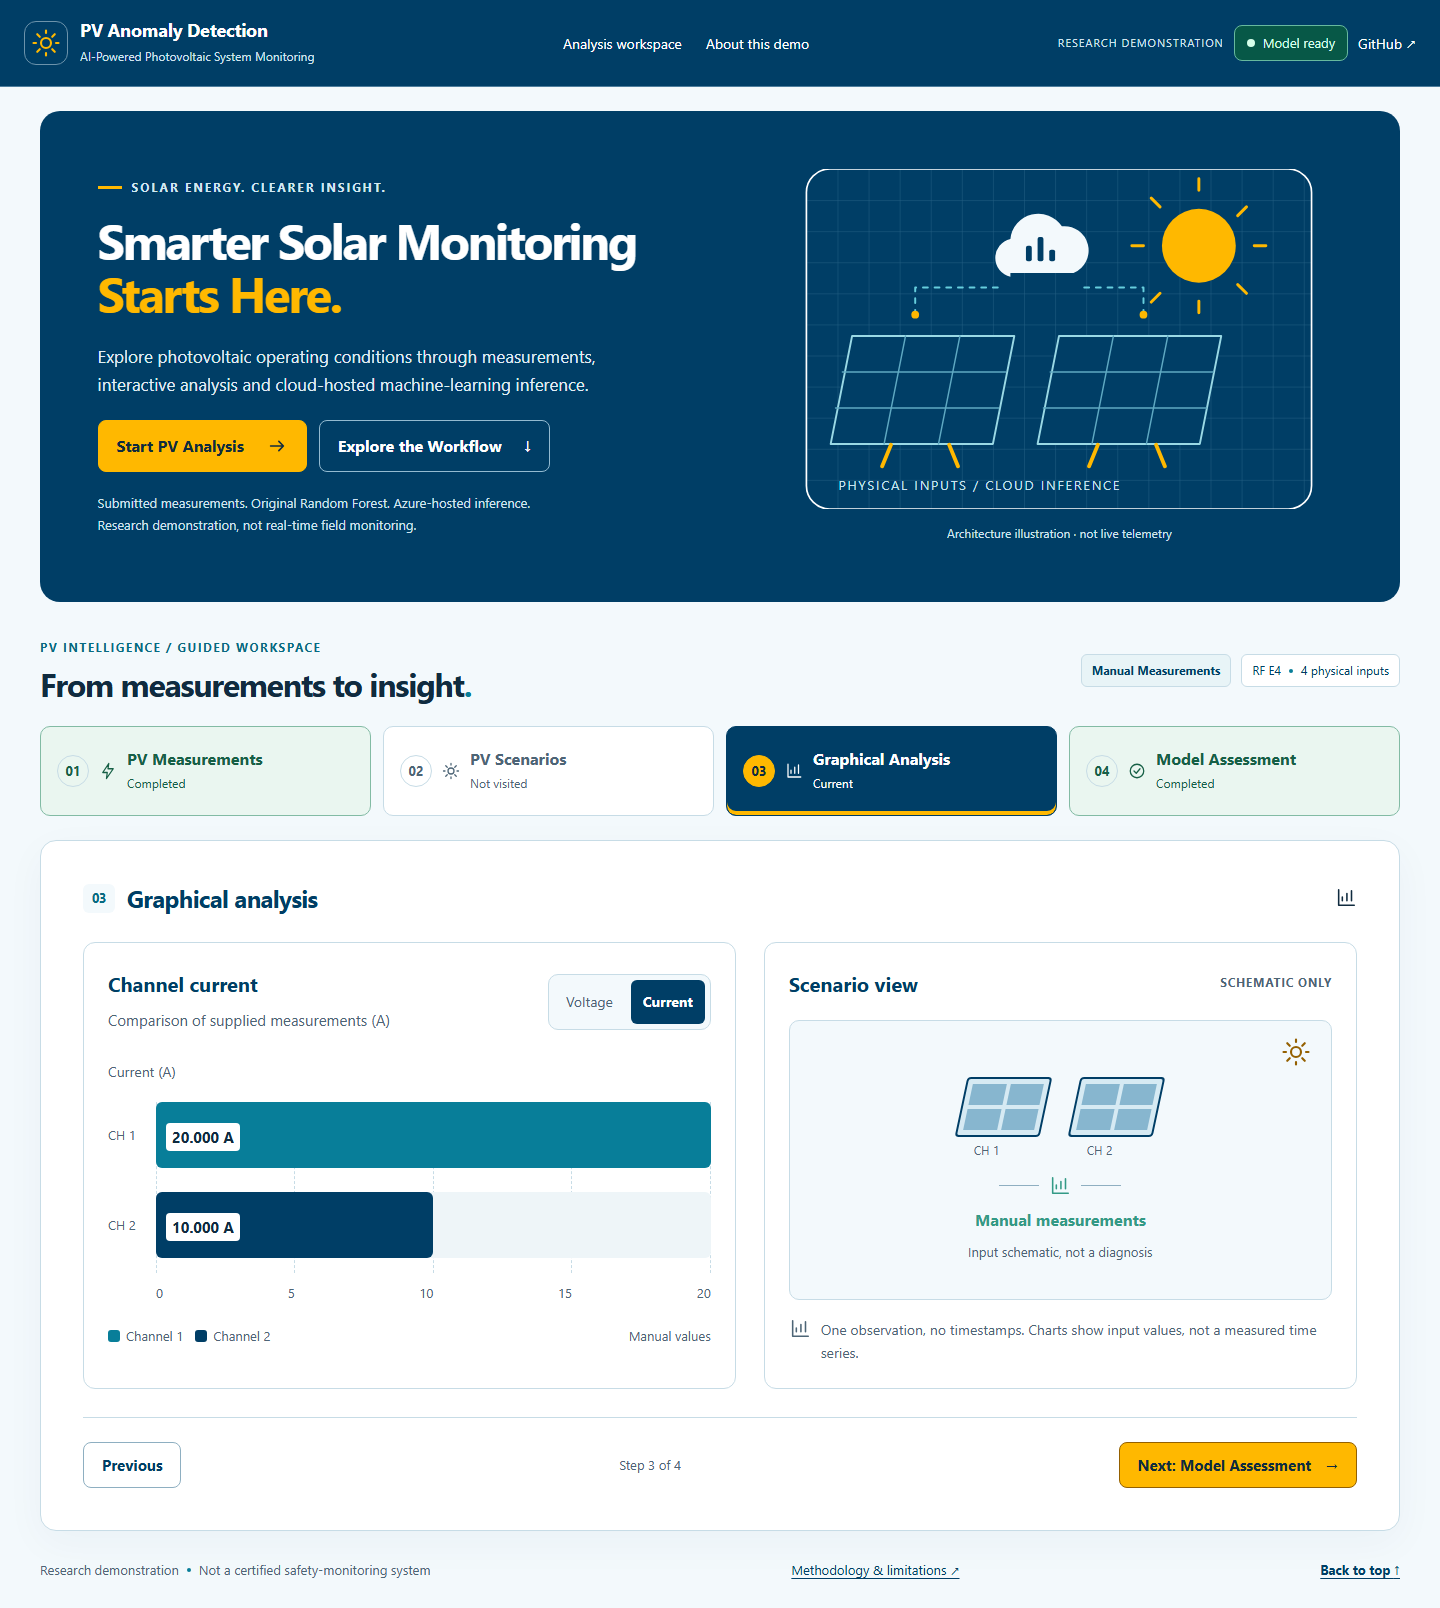 PV Anomaly Detection
AI-Powered Photovoltaic System Monitoring
Analysis workspace
About this demo
RESEARCH DEMONSTRATION
Model ready
GitHub ↗
SOLAR ENERGY. CLEARER INSIGHT.
Smarter Solar Monitoring
Starts Here.
Explore photovoltaic operating conditions through measurements,
interactive analysis and cloud-hosted machine-learning inference.
Start PV Analysis →
Explore the Workflow ↓
Submitted measurements. Original Random Forest. Azure-hosted inference.
Research demonstration, not real-time field monitoring.
PHYSICAL INPUTS / CLOUD INFERENCE
Architecture illustration · not live telemetry
PV INTELLIGENCE / GUIDED WORKSPACE
From measurements to insight.
Manual Measurements
RF E4 • 4 physical inputs
01
PV Measurements
Completed
02
PV Scenarios
Not visited
03
Graphical Analysis
Current
04
Model Assessment
Completed
03 Graphical analysis
Channel current
Comparison of supplied measurements (A)
Voltage
Current
Current (A)
CH 1
20.000 A
CH 2
10.000 A
0 5 10 15 20
Channel 1
Channel 2
Manual values
Scenario view
SCHEMATIC ONLY
CH 1
CH 2
Manual measurements
Input schematic, not a diagnosis
One observation, no timestamps. Charts show input values, not a measured time
series.
Previous
Step 3 of 4
Next: Model Assessment →
Research demonstration • Not a certified safety-monitoring system
Methodology & limitations ↗
Back to top ↑